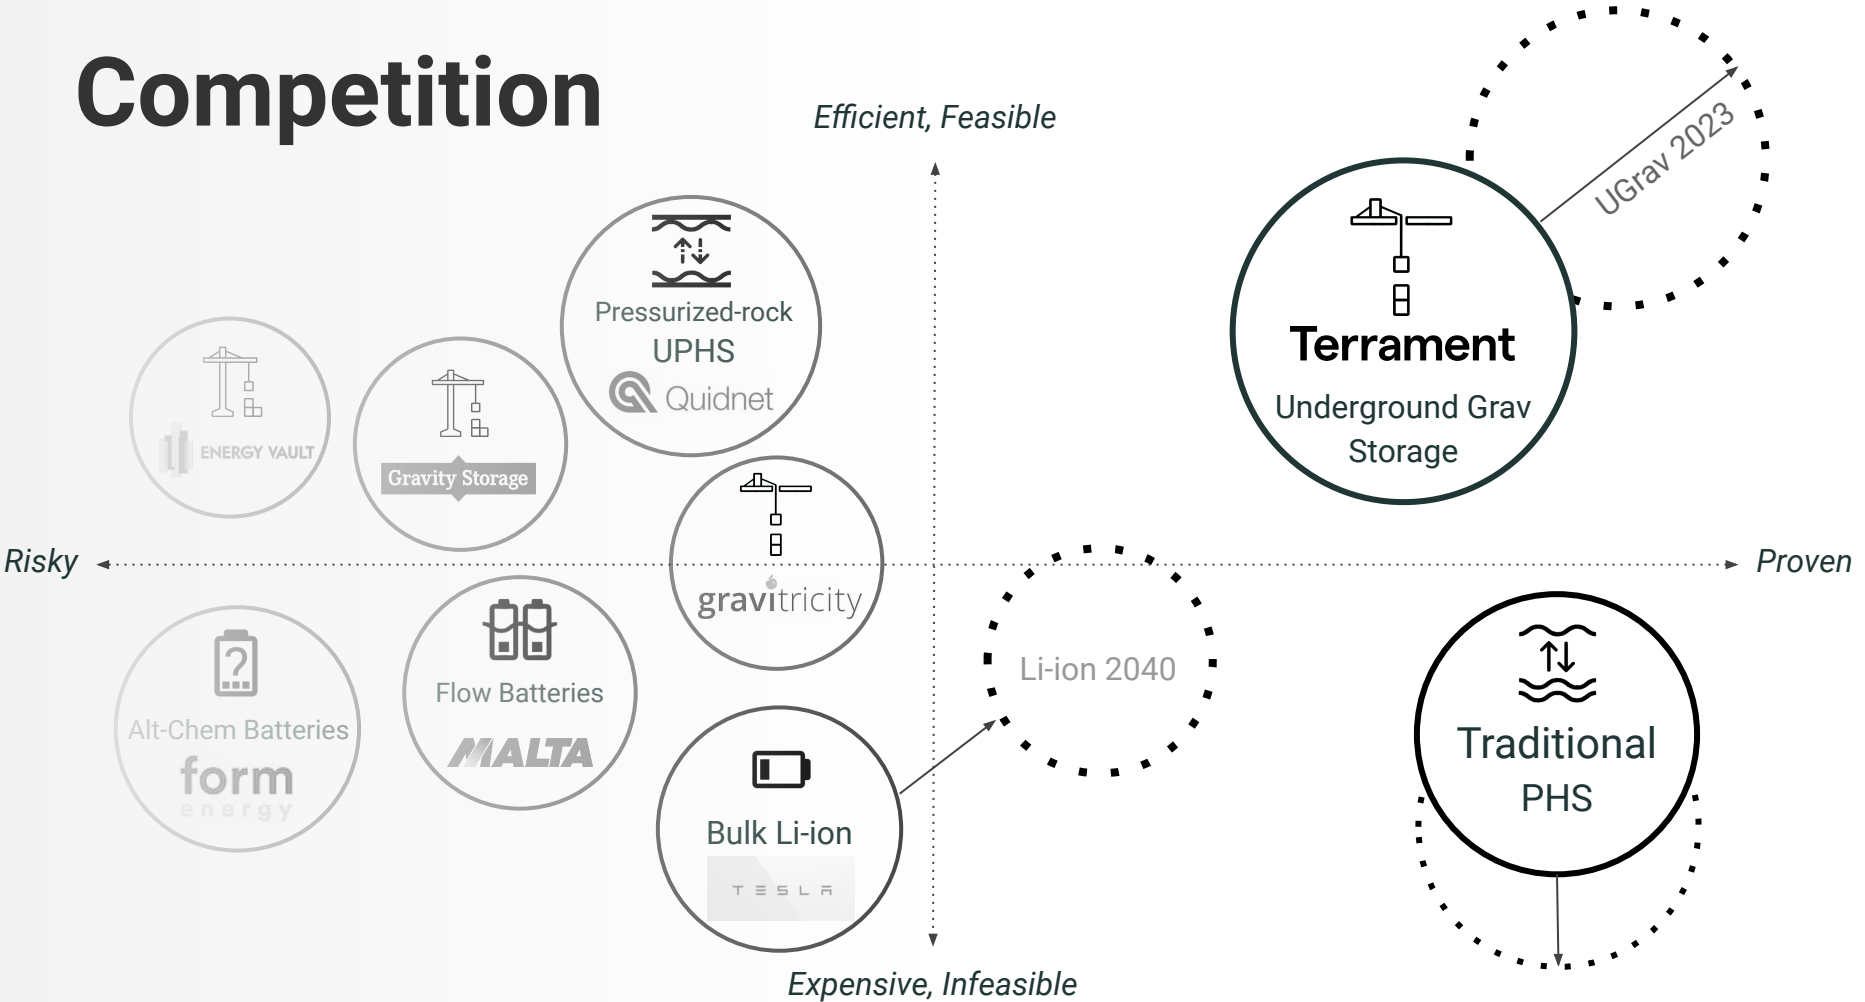 Competition
Efficient, Feasible
UGrav 2023
Terrament
Underground Grav
Storage
Pressurized-rock
UPHS
Quidnet
ENERGY VAULT
Gravity Storage
gravitricity
Risky
Proven
?
Alt-Chem Batteries
form
energy
Flow Batteries
MALTA
Bulk Li-ion
TESLA
Li-ion 2040
Traditional
PHS
Expensive, Infeasible